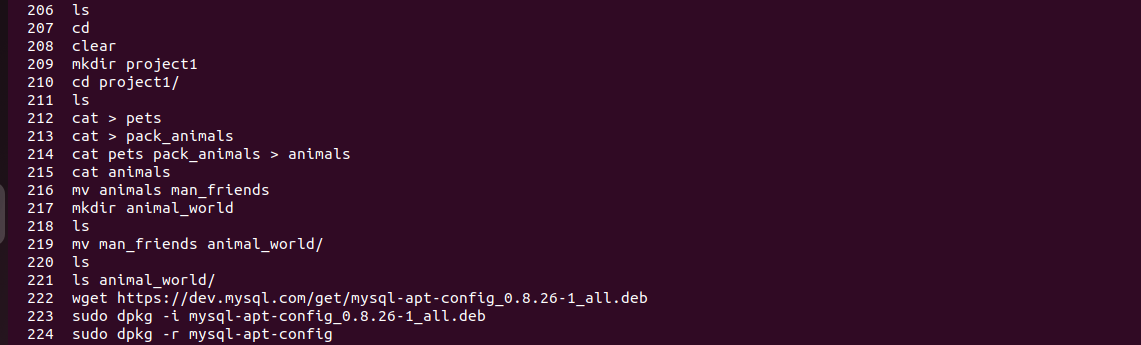 206 ls
207 cd
208 clear
209 mkdir project1
210 cd project1/
211 ls
212 cat > pets
213 cat > pack_animals
214 cat pets pack_animals > animals
215 cat animals
216 mv animals man_friends
217 mkdir animal_world
218 ls
219 mv man_friends animal_world/
220 ls
221 ls animal_world/
222 wget https://dev.mysql.com/get/mysql-apt-config_0.8.26-1_all.deb
223 sudo dpkg -i mysql-apt-config_0.8.26-1_all.deb
224 sudo dpkg -r mysql-apt-config